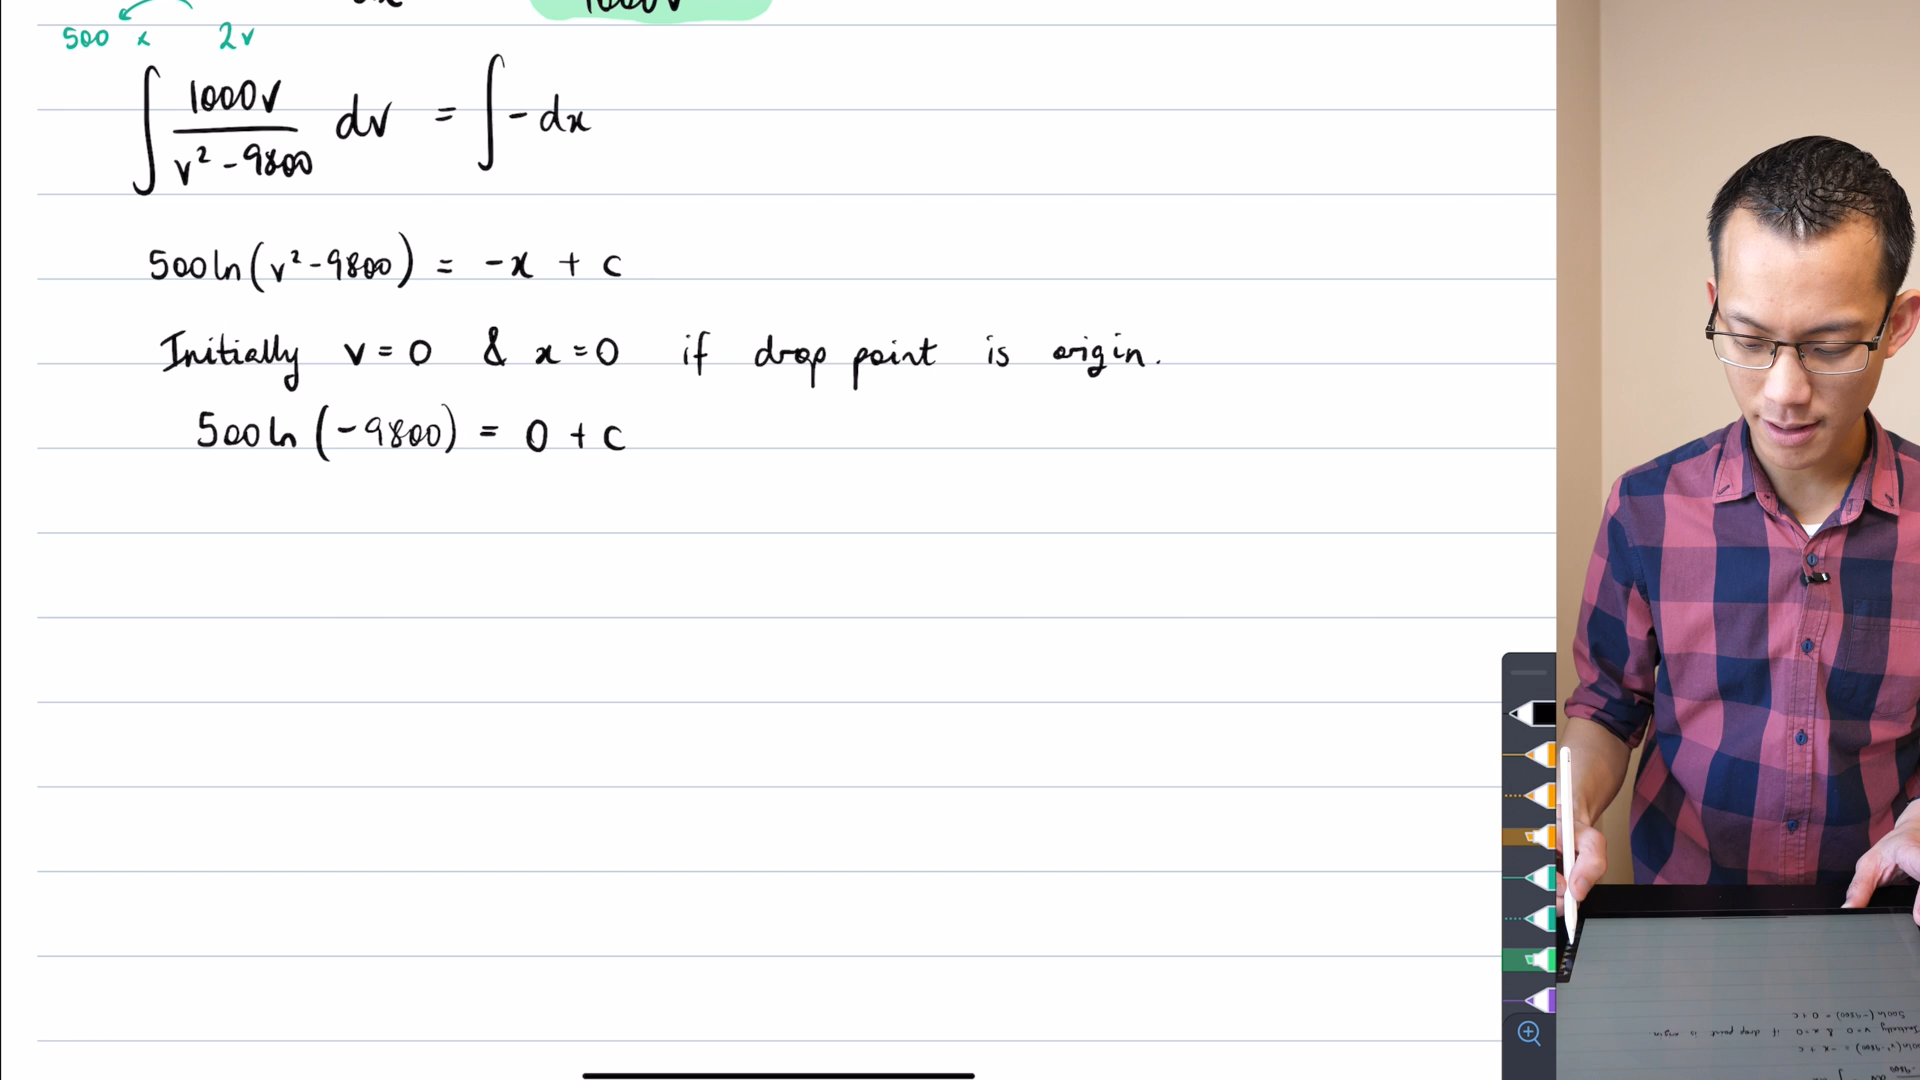 1000v
500 x 2v
∫ 1000v / v² - 9800 dv = ∫ - dx
500 ln(v² - 9800) = -x + c
Initially v = 0 & x = 0 if drop point is origin.
500 ln(-9800) = 0 + c